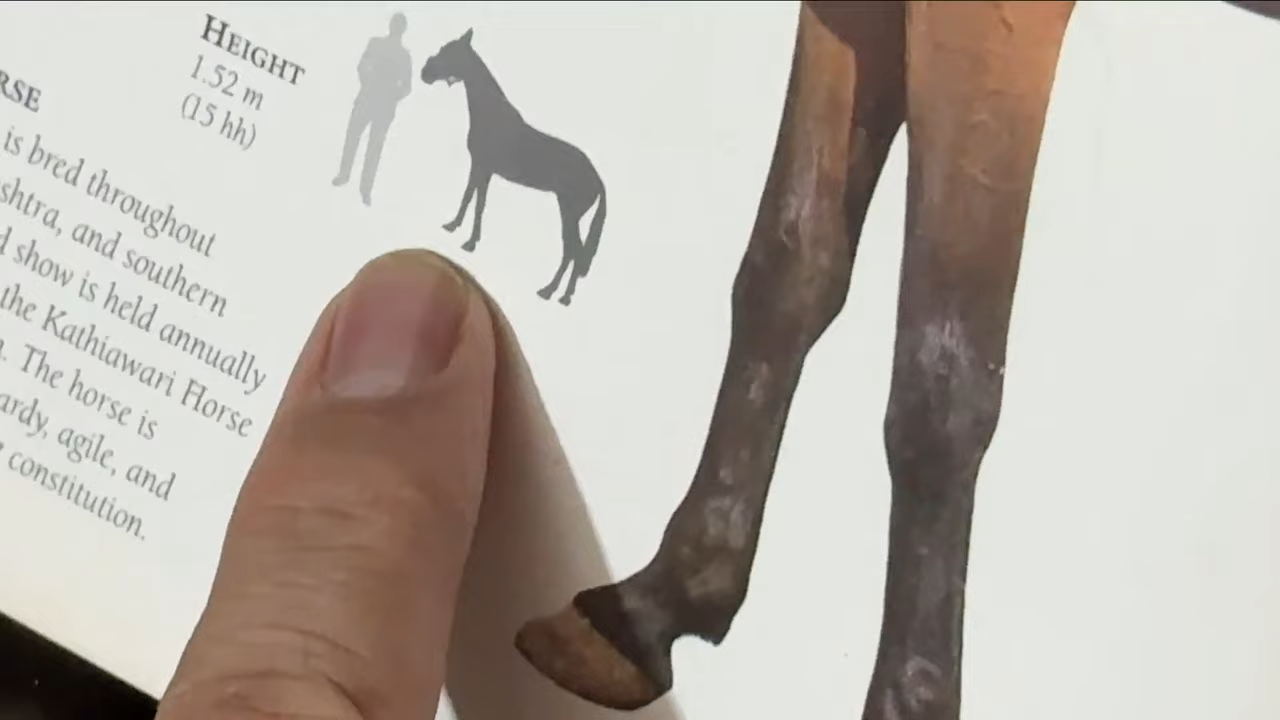 HEIGHT
1.52 m
(15 hh)
RSE
is bred throughout
shtra, and southern
d show is held annually
the Kathiawari Horse
. The horse is
ardy, agile, and
constitution.